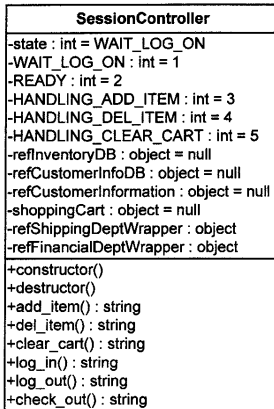 SessionController
-state : int = WAIT_LOG_ON
-WAIT_LOG_ON : int = 1
-READY : int = 2
-HANDLING_ADD_ITEM : int = 3
-HANDLING_DEL_ITEM : int = 4
-HANDLING_CLEAR_CART : int = 5
-refInventoryDB : object = null
-refCustomerInfoDB : object = null
-refCustomerInformation : object = null
-shoppingCart : object = null
-refShippingDeptWrapper : object
-refFinancialDeptWrapper : object
+constructor()
+destructor()
+add_item() : string
+del_item() : string
+clear_cart() : string
+log_in() : string
+log_out() : string
+check_out() : string